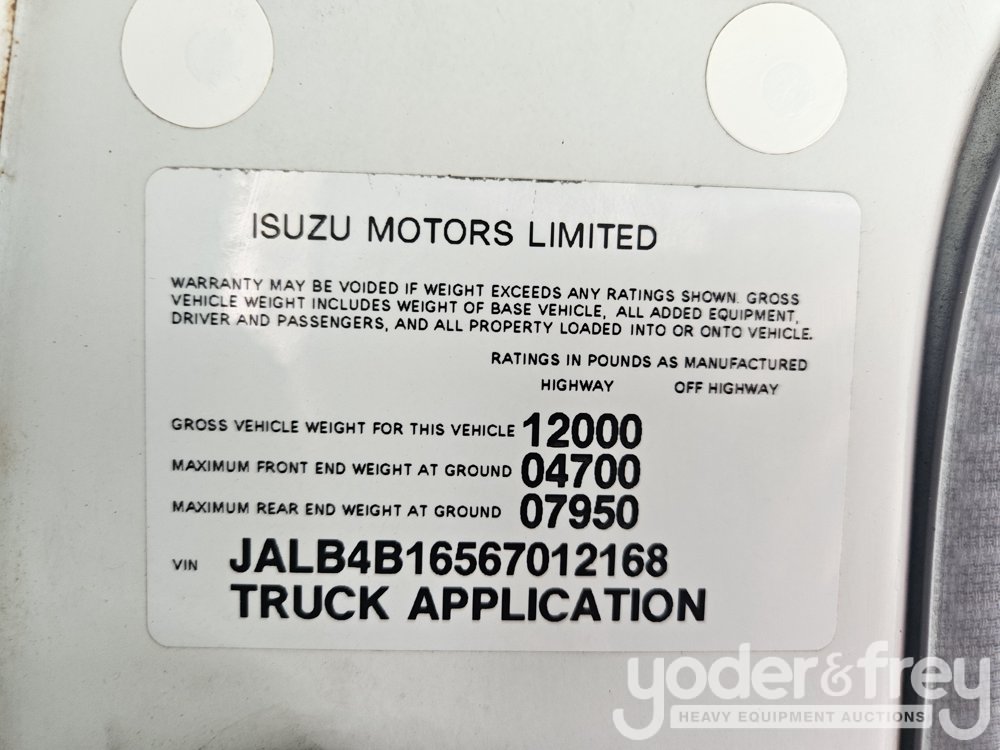 ISUZU MOTORS LIMITED
WARRANTY MAY BE VOIDED IF WEIGHT EXCEEDS ANY RATINGS SHOWN. GROSS
VEHICLE WEIGHT INCLUDES WEIGHT OF BASE VEHICLE, ALL ADDED EQUIPMENT,
DRIVER AND PASSENGERS, AND ALL PROPERTY LOADED INTO OR ONTO VEHICLE.
RATINGS IN POUNDS AS MANUFACTURED
HIGHWAY OFF HIGHWAY
GROSS VEHICLE WEIGHT FOR THIS VEHICLE 12000
MAXIMUM FRONT END WEIGHT AT GROUND 04700
MAXIMUM REAR END WEIGHT AT GROUND 07950
VIN JALB4B16567012168
TRUCK APPLICATION
yoder&frey
HEAVY EQUIPMENT AUCTIONS